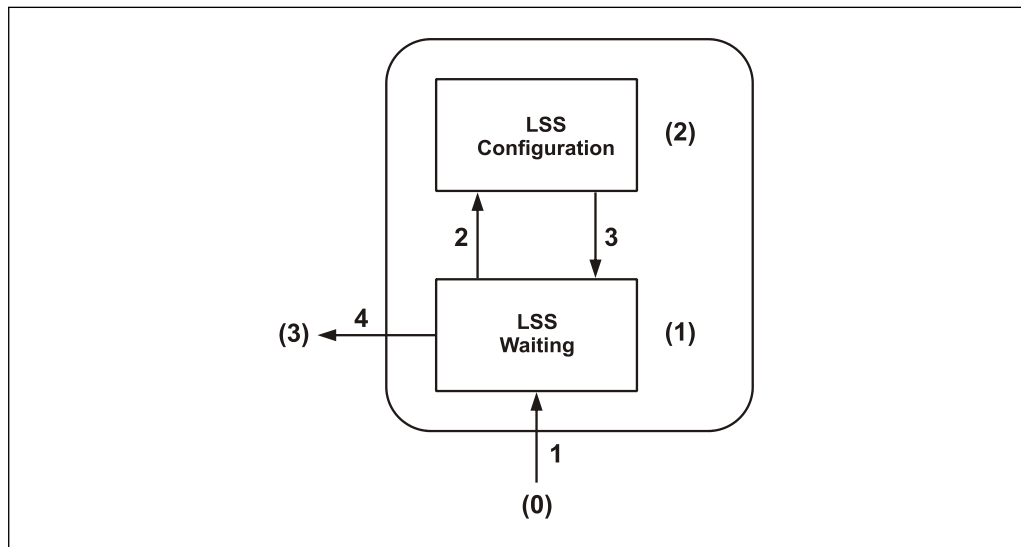 LSS
Configuration
(2)
2
3
(3)
4
LSS
Waiting
(1)
1
(0)